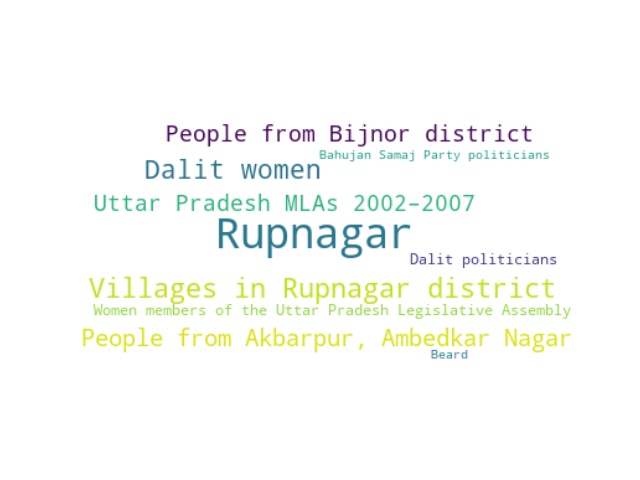 People from Bijnor district
Bahujan Samaj Party politicians
Dalit women
Uttar Pradesh MLAs 2002–2007
Rupnagar
Dalit politicians
Villages in Rupnagar district
Women members of the Uttar Pradesh Legislative Assembly
People from Akbarpur, Ambedkar Nagar
Beard